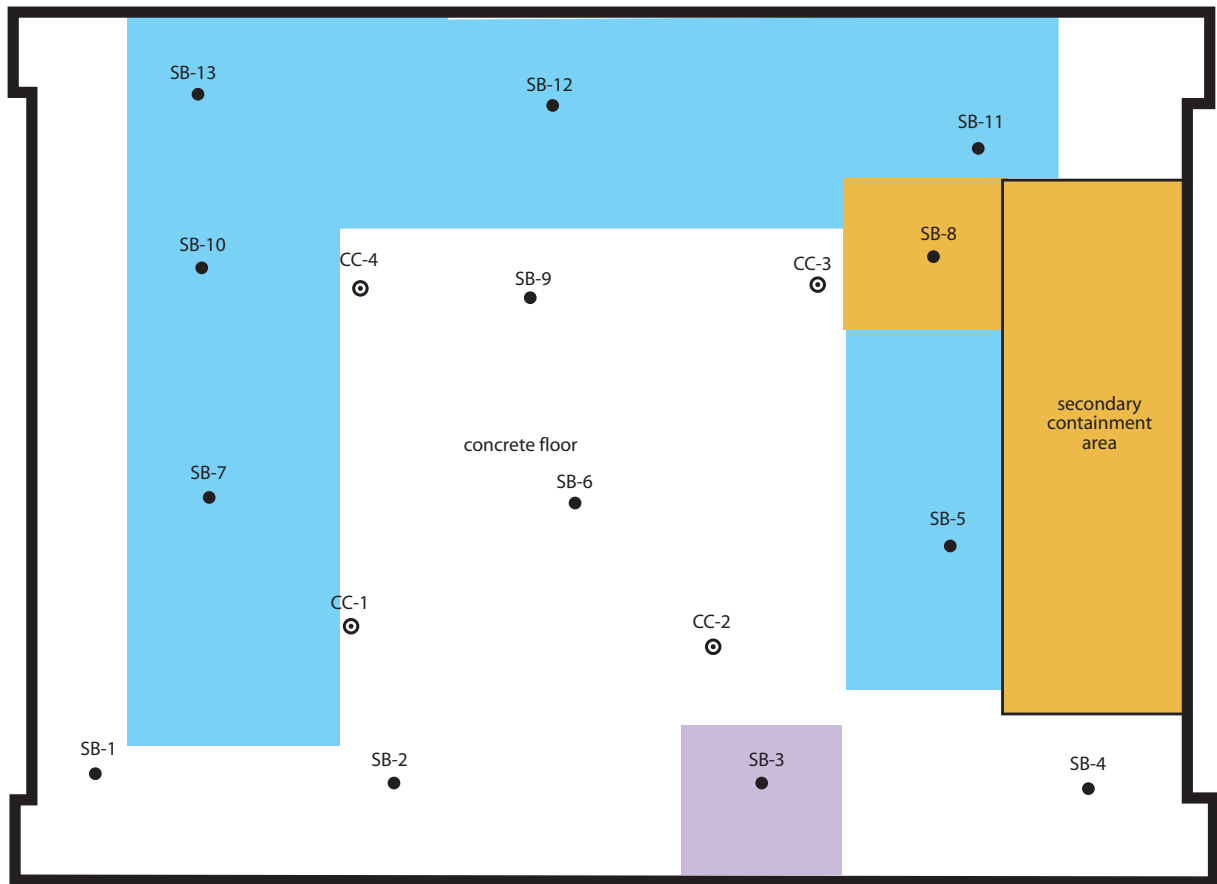 SB-13
SB-12
SB-11
SB-10
SB-8
CC-4
CC-3
SB-9
secondary
containment
area
concrete floor
SB-7
SB-6
SB-5
CC-1
CC-2
SB-1
SB-2
SB-3
SB-4